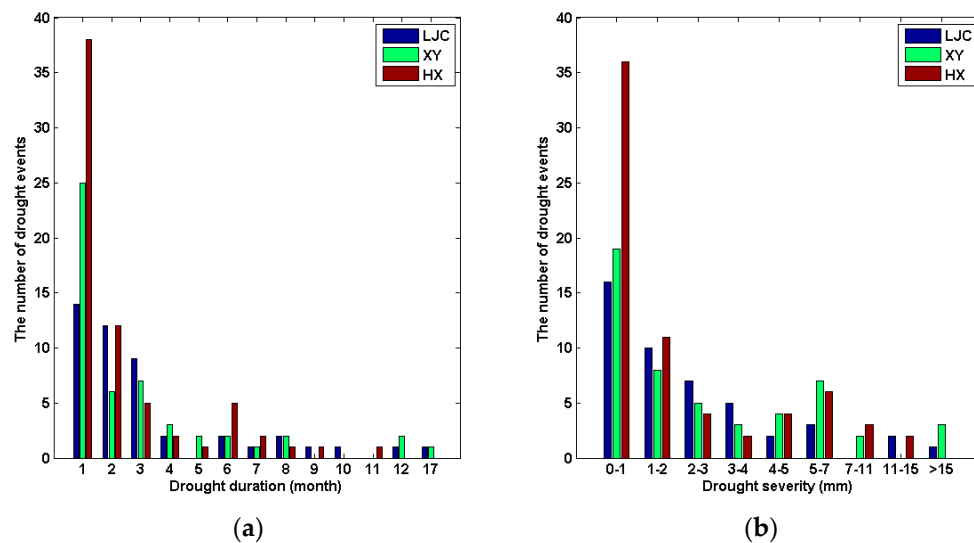 40
35
30
25
20
15
10
5
0
The number of drought events
LJC
XY
HX
1 2 3 4 5 6 7 8 9 10 11 12 17
Drought duration (month)
(a)
40
35
30
25
20
15
10
5
0
The number of drought events
LJC
XY
HX
0-1 1-2 2-3 3-4 4-5 5-7 7-11 11-15 >15
Drought severity (mm)
(b)